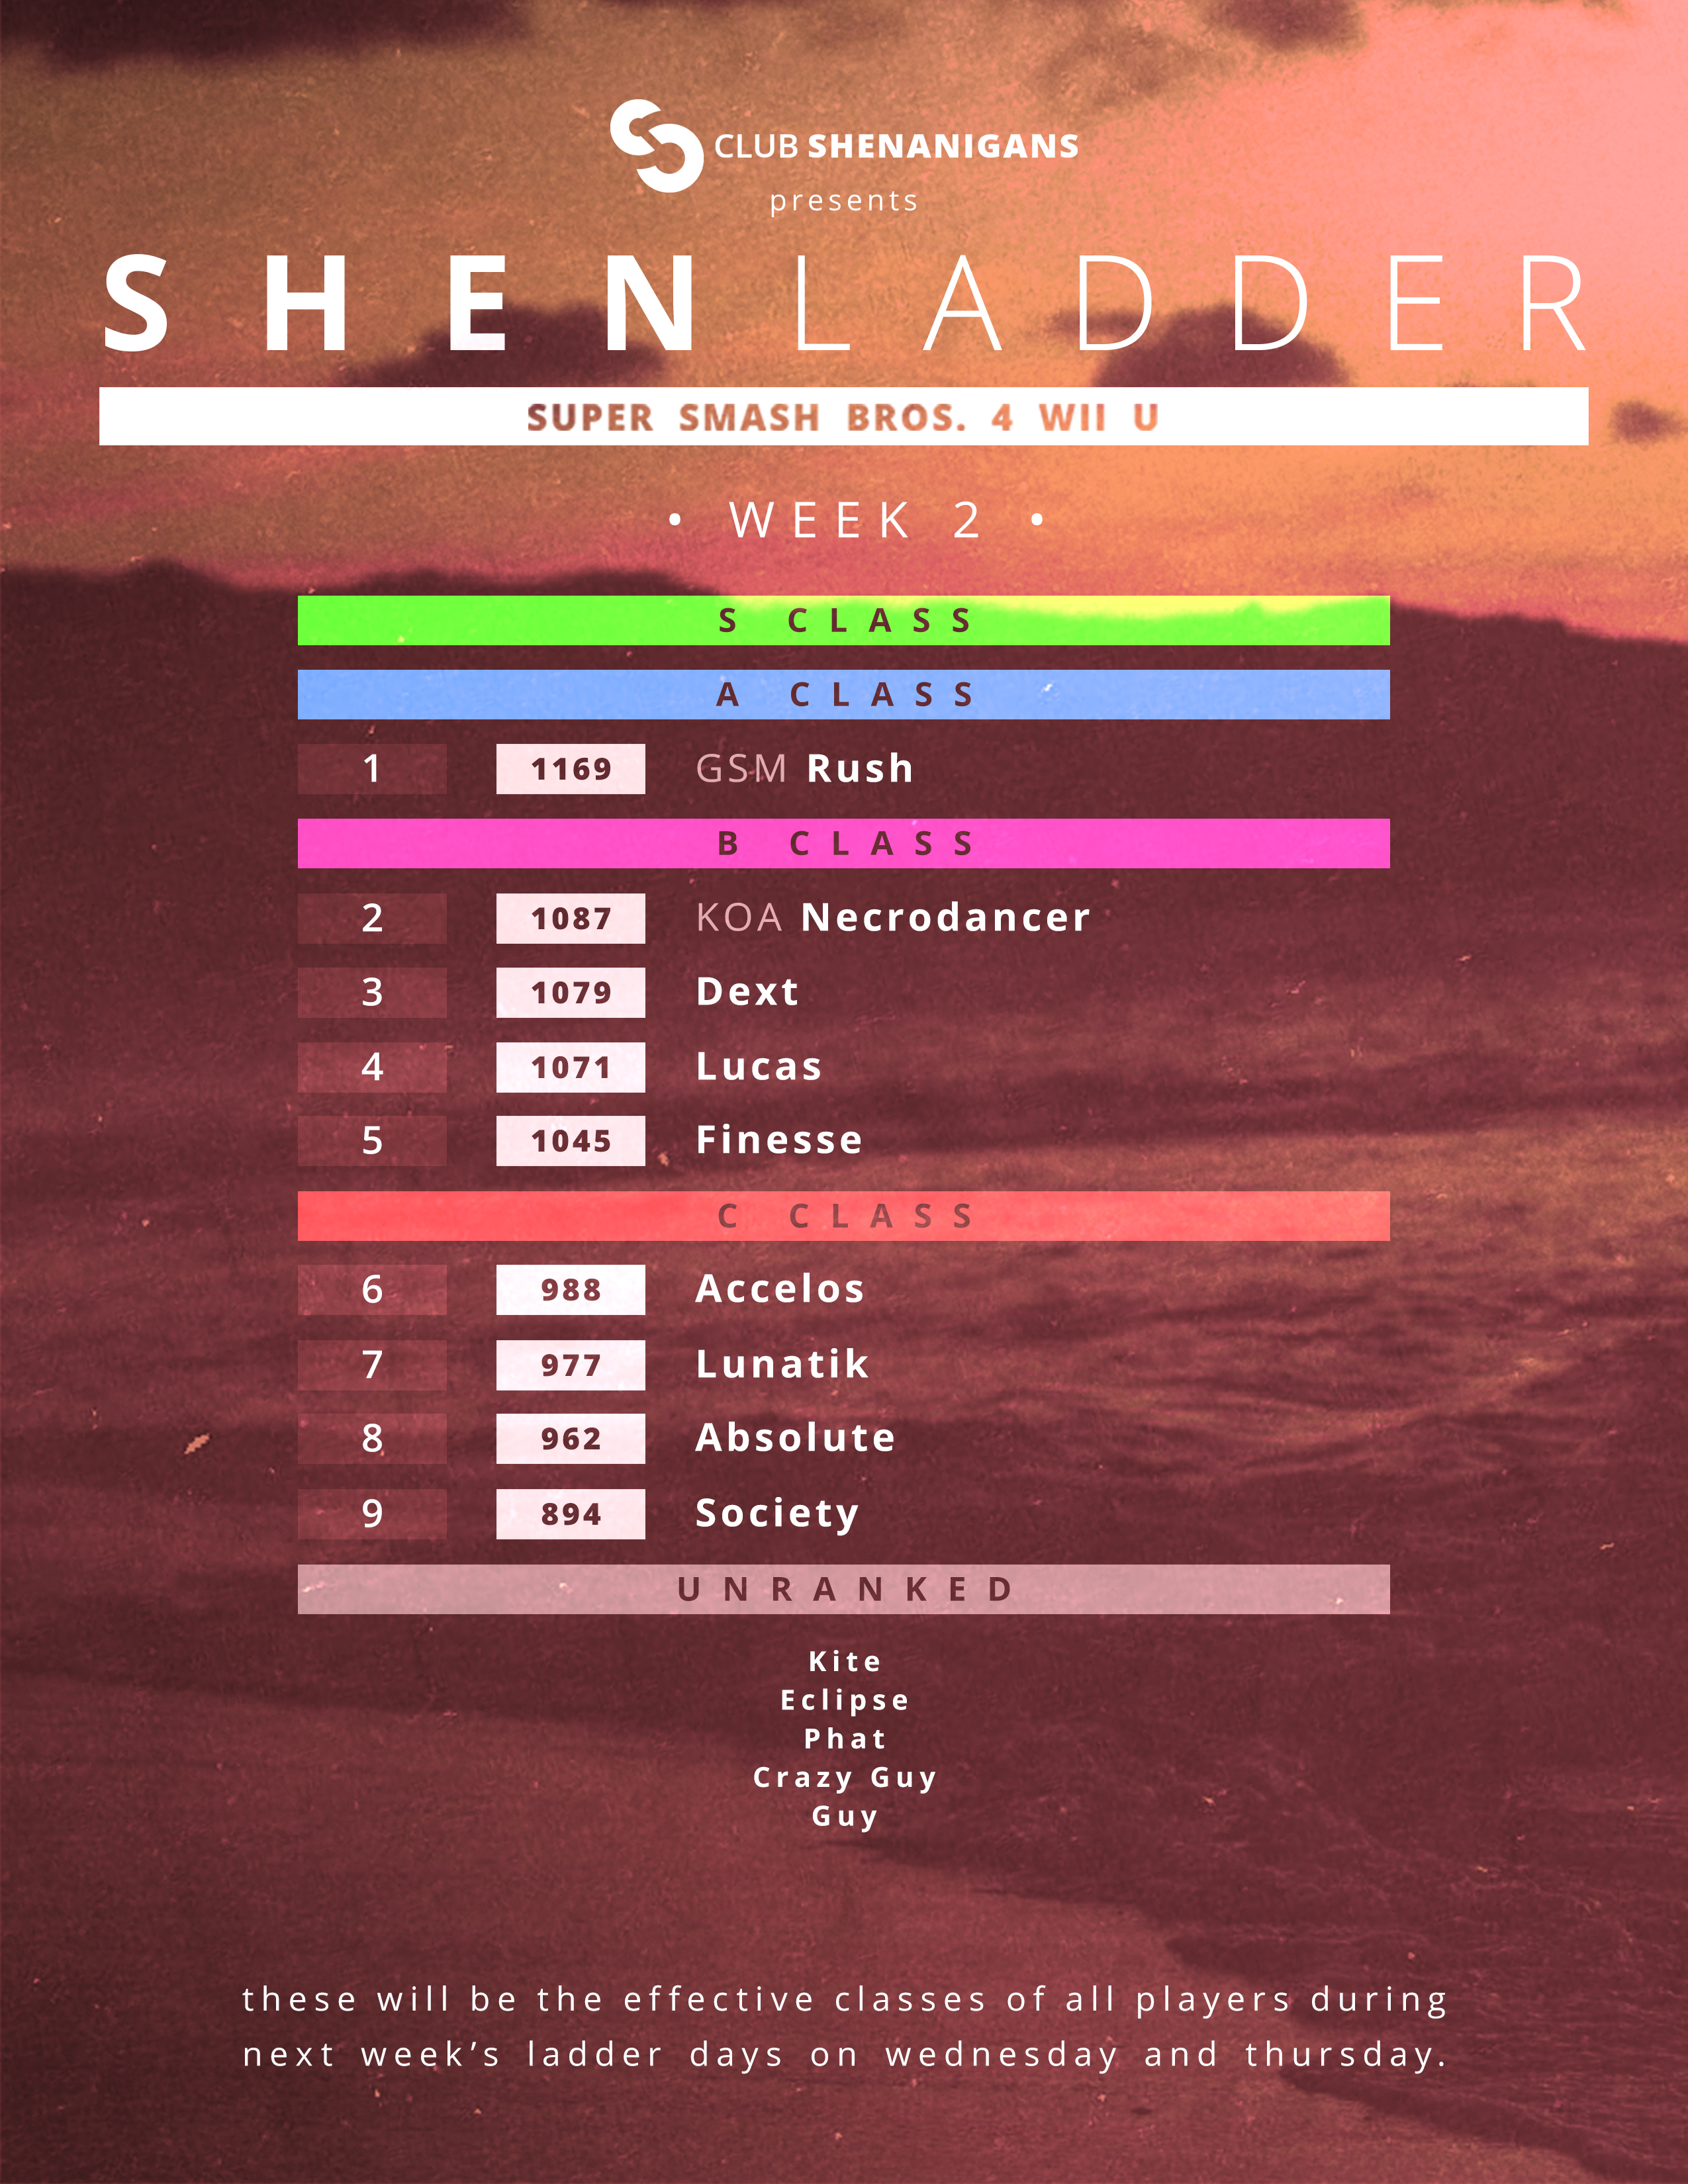 CLUB SHENANIGANS
presents
SHENLADDER
SUPER SMASH BROS. 4 WII U
• WEEK 2 •
S CLASS
A CLASS
1 1169 GSM Rush
B CLASS
2 1087 KOA Necrodancer
3 1079 Dext
4 1071 Lucas
5 1045 Finesse
C CLASS
6 988 Accelos
7 977 Lunatik
8 962 Absolute
9 894 Society
UNRANKED
Kite
Eclipse
Phat
Crazy Guy
Guy
these will be the effective classes of all players during
next week’s ladder days on wednesday and thursday.